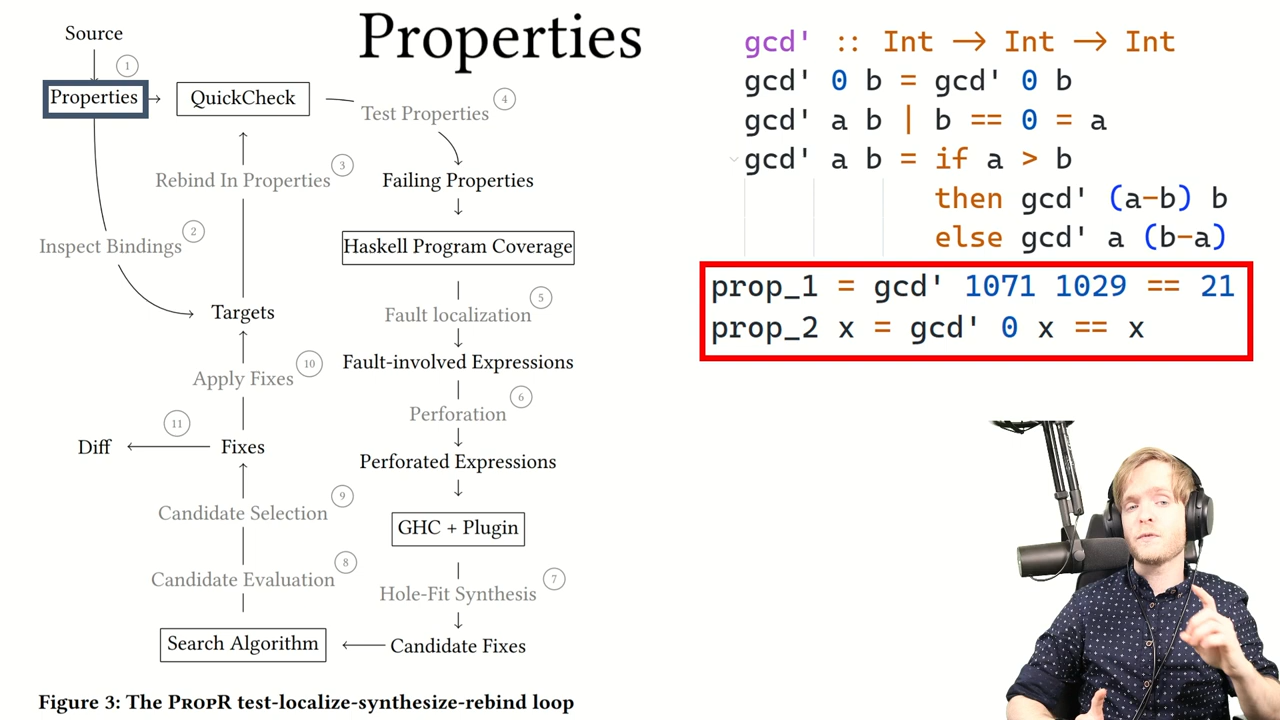 Properties
Source
1
Properties
QuickCheck
Test Properties
4
Rebind In Properties
3
Failing Properties
Inspect Bindings
2
Haskell Program Coverage
Targets
Fault localization
5
Fault-involved Expressions
Apply Fixes
10
Perforation
6
11
Diff
Fixes
Perforated Expressions
Candidate Selection
9
GHC + Plugin
Candidate Evaluation
8
Hole-Fit Synthesis
7
Search Algorithm
Candidate Fixes
Figure 3: The PROPR test-localize-synthesize-rebind loop
gcd' :: Int → Int → Int
gcd' 0 b = gcd' 0 b
gcd' a b | b == 0 = a
gcd' a b = if a > b
then gcd' (a-b) b
else gcd' a (b-a)
prop_1 = gcd' 1071 1029 == 21
prop_2 x = gcd' 0 x == x